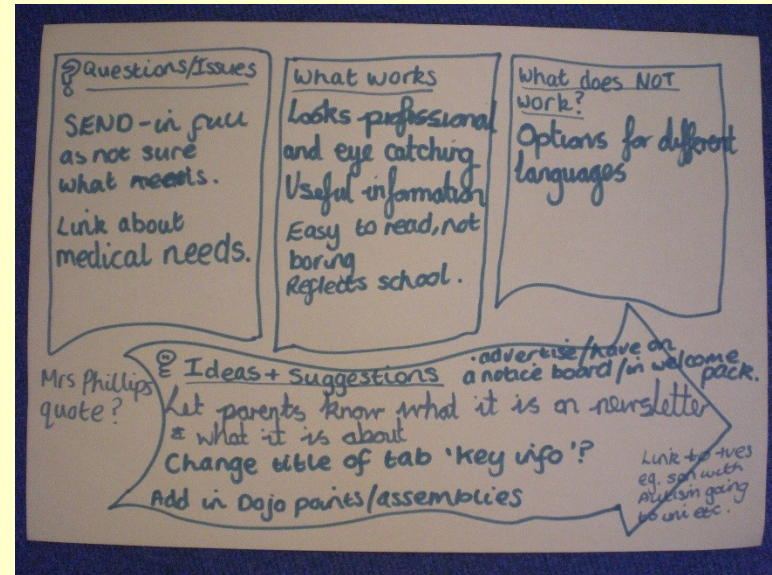 Questions/Issues
SEND-in full
as not sure
what means.
Link about
medical needs.
What works
Looks professional
and eye catching
Useful information
Easy to read, not
boring
Reflects school.
What does NOT
work?
Options for different
languages
Mrs Phillips
quote?
Ideas + Suggestions
·advertise/have on
a notice board/in welcome
pack.
Let parents know what it is on newsletter
& what it is about
Change title of tab 'key info'?
Add in Dojo points/assemblies
Link to +ves
eg. son with
Autism going
to uni etc.